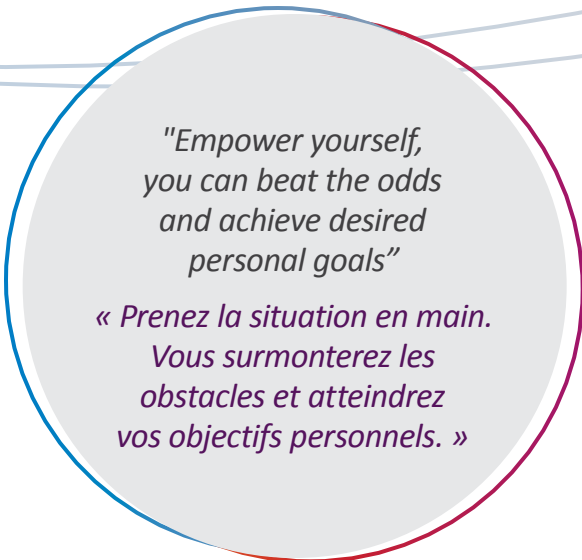 "Empower yourself,
you can beat the odds
and achieve desired
personal goals”
« Prenez la situation en main.
Vous surmonterez les
obstacles et atteindrez
vos objectifs personnels. »